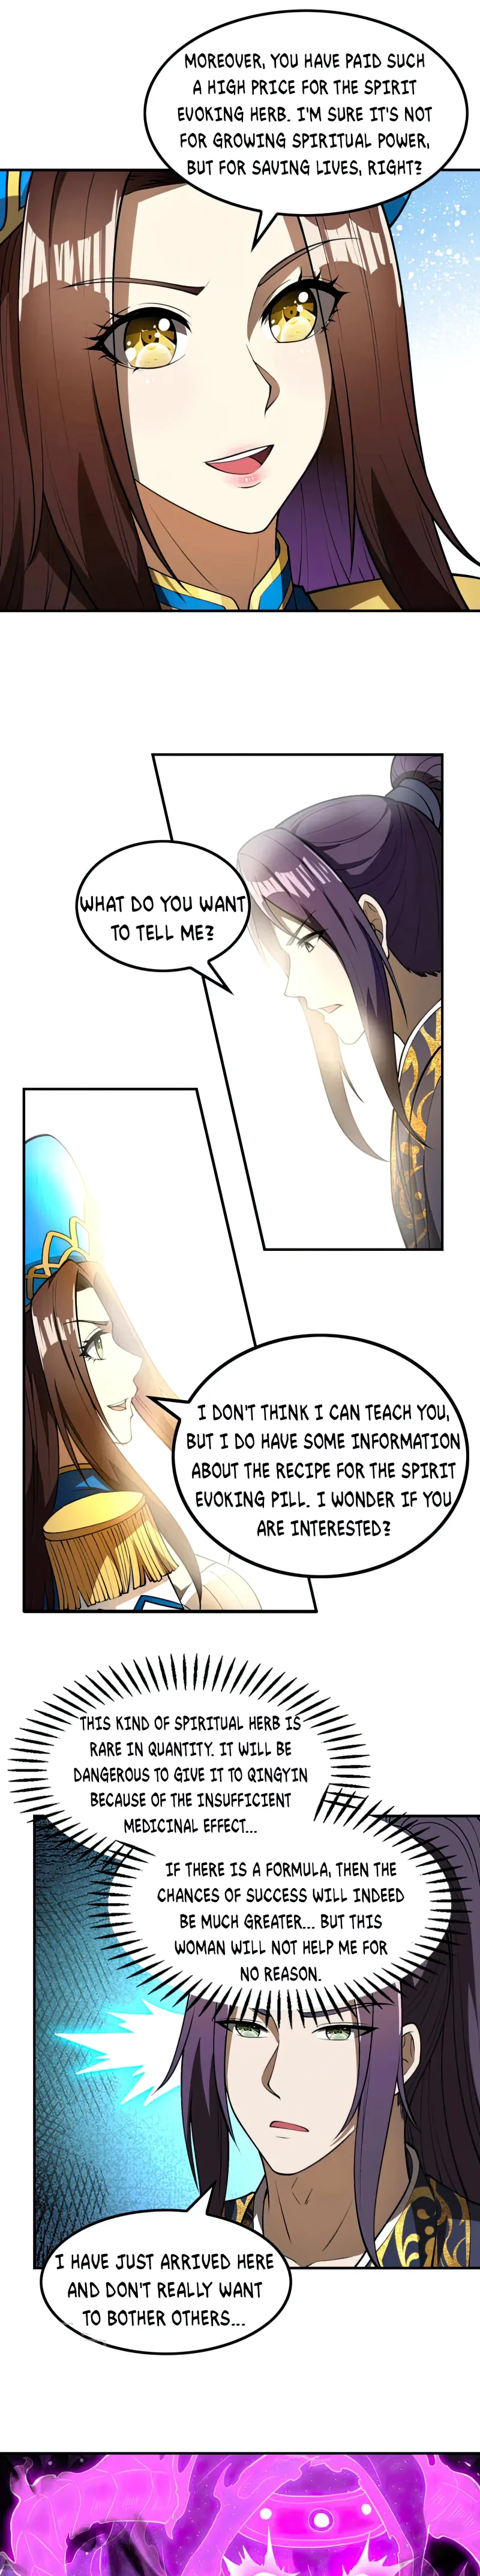 MOREOVER, YOU HAVE PAID SUCH
A HIGH PRICE FOR THE SPIRIT
EVOKING HERB. I'M SURE IT'S NOT
FOR GROWING SPIRITUAL POWER,
BUT FOR SAVING LIVES, RIGHT?
WHAT DO YOU WANT
TO TELL ME?
I DON'T THINK I CAN TEACH YOU,
BUT I DO HAVE SOME INFORMATION
ABOUT THE RECIPE FOR THE SPIRIT
EVOKING PILL. I WONDER IF YOU
ARE INTERESTED?
THIS KIND OF SPIRITUAL HERB IS
RARE IN QUANTITY. IT WILL BE
DANGEROUS TO GIVE IT TO QINGYIN
BECAUSE OF THE INSUFFICIENT
MEDICINAL EFFECT...
IF THERE IS A FORMULA, THEN THE
CHANCES OF SUCCESS WILL INDEED
BE MUCH GREATER... BUT THIS
WOMAN WILL NOT HELP ME FOR
NO REASON.
I HAVE JUST ARRIVED HERE
AND DON'T REALLY WANT
TO BOTHER OTHERS...